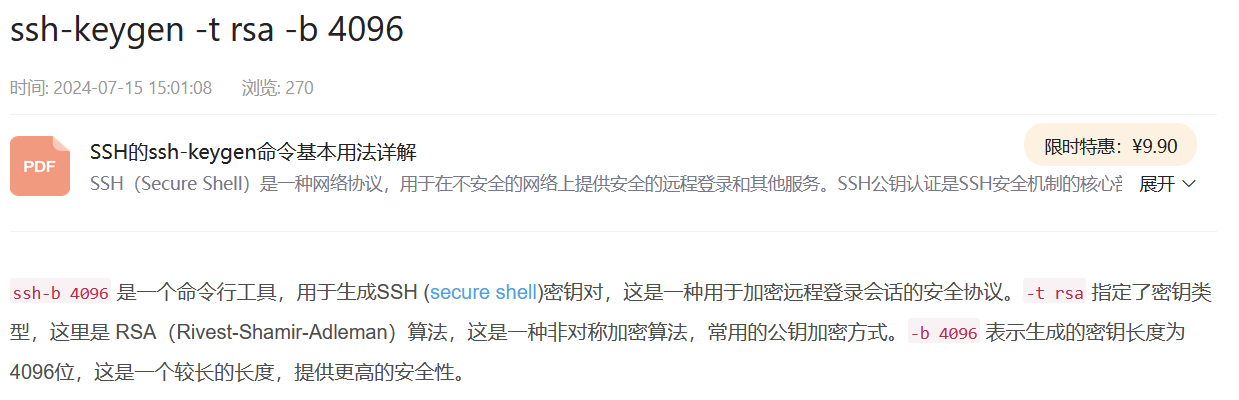 ssh-keygen -t rsa -b 4096
时间: 2024-07-15 15:01:08 浏览: 270
PDF
SSH的ssh-keygen命令基本用法详解
限时特惠：¥9.90
SSH（Secure Shell）是一种网络协议，用于在不安全的网络上提供安全的远程登录和其他服务。SSH公钥认证是SSH安全机制的核心 展开
ssh-b 4096 是一个命令行工具，用于生成SSH (secure shell)密钥对，这是一种用于加密远程登录会话的安全协议。-t rsa 指定了密钥类
型，这里是 RSA（Rivest-Shamir-Adleman）算法，这是一种非对称加密算法，常用的公钥加密方式。-b 4096 表示生成的密钥长度为
4096位，这是一个较长的长度，提供更高的安全性。